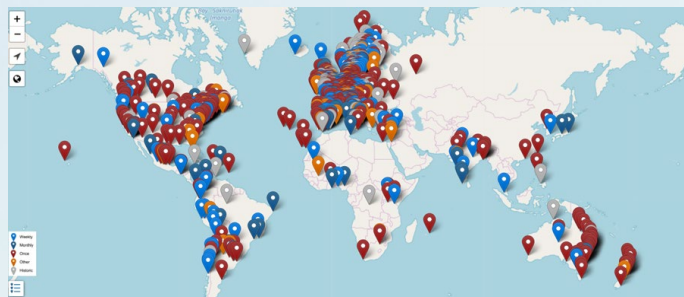 +
−
Weekly
Monthly
Once
Other
Historic